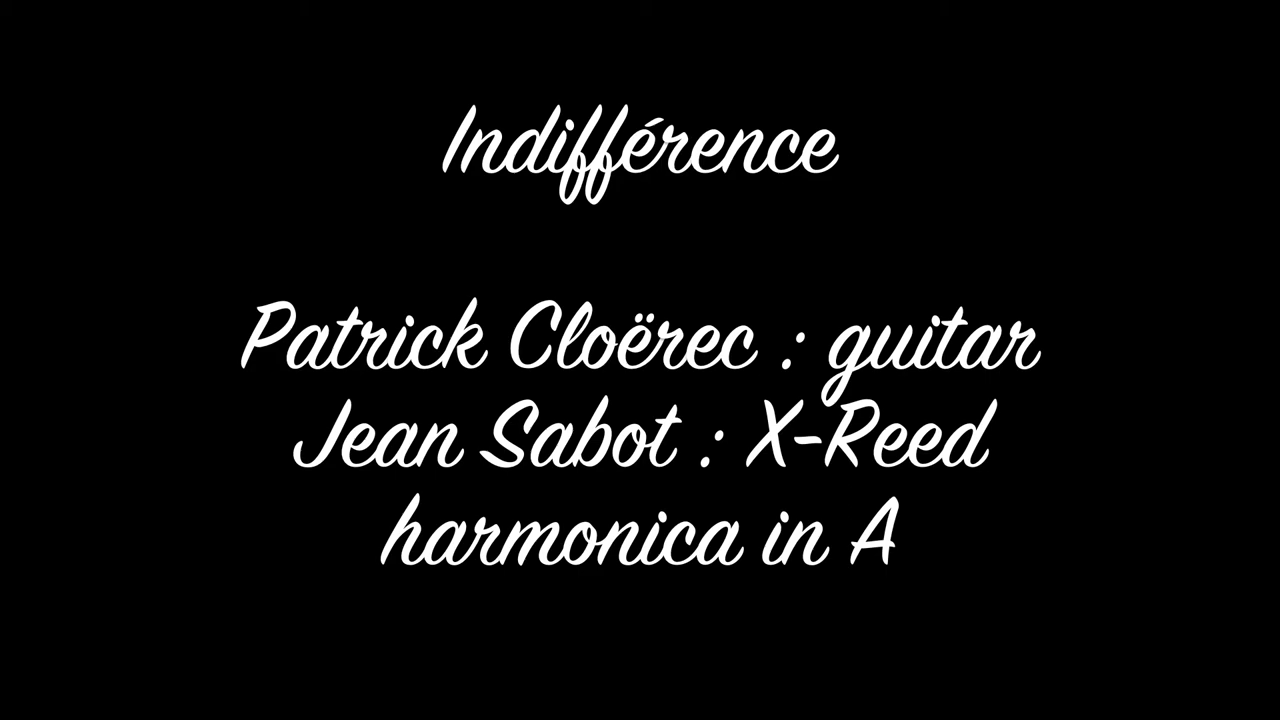 Indifférence
Patrick Cloërec : guitar
Jean Sabot : X-Reed
harmonica in A